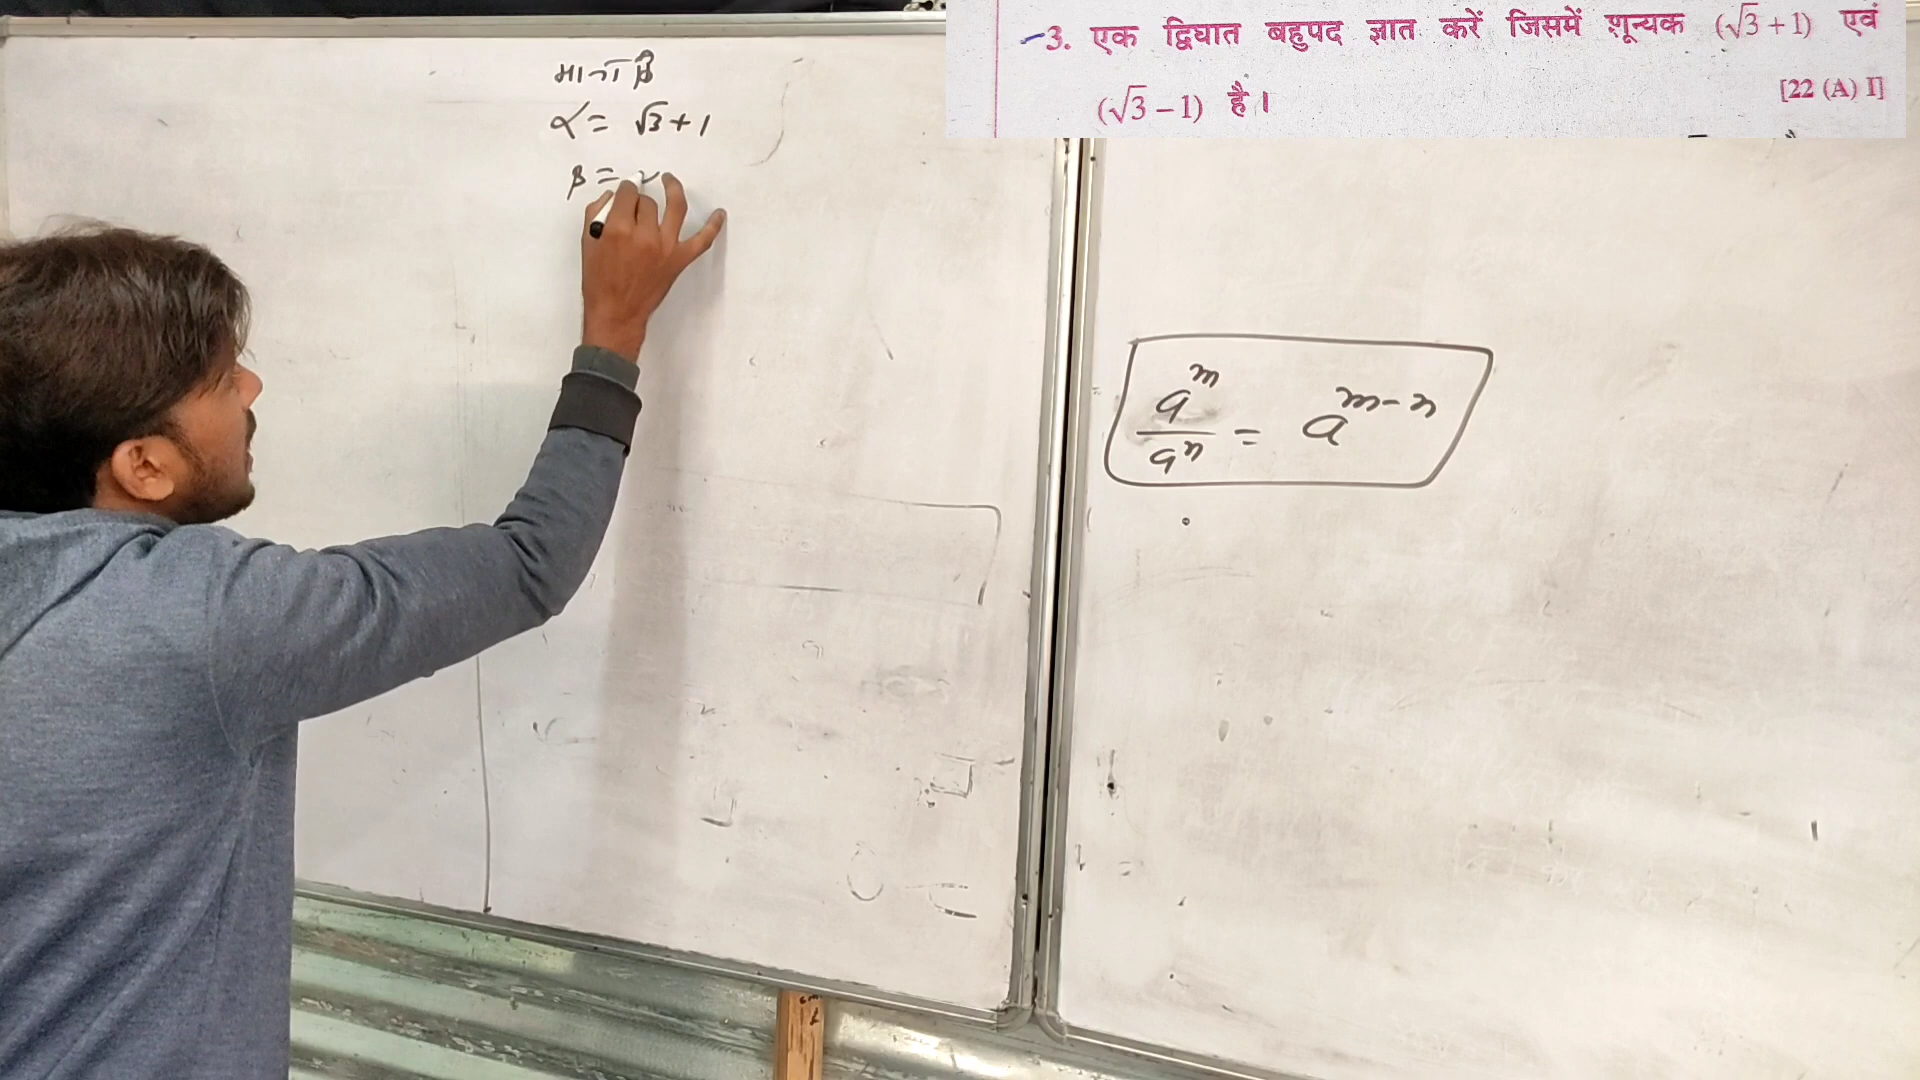 3. एक द्विघात बहुपद ज्ञात करें जिसमें शून्यक (√3 + 1) एवं
(√3 – 1) है।
[22 (A) I]
माना कि
α = √3 + 1
β =
a^m / a^n = a^(m-n)